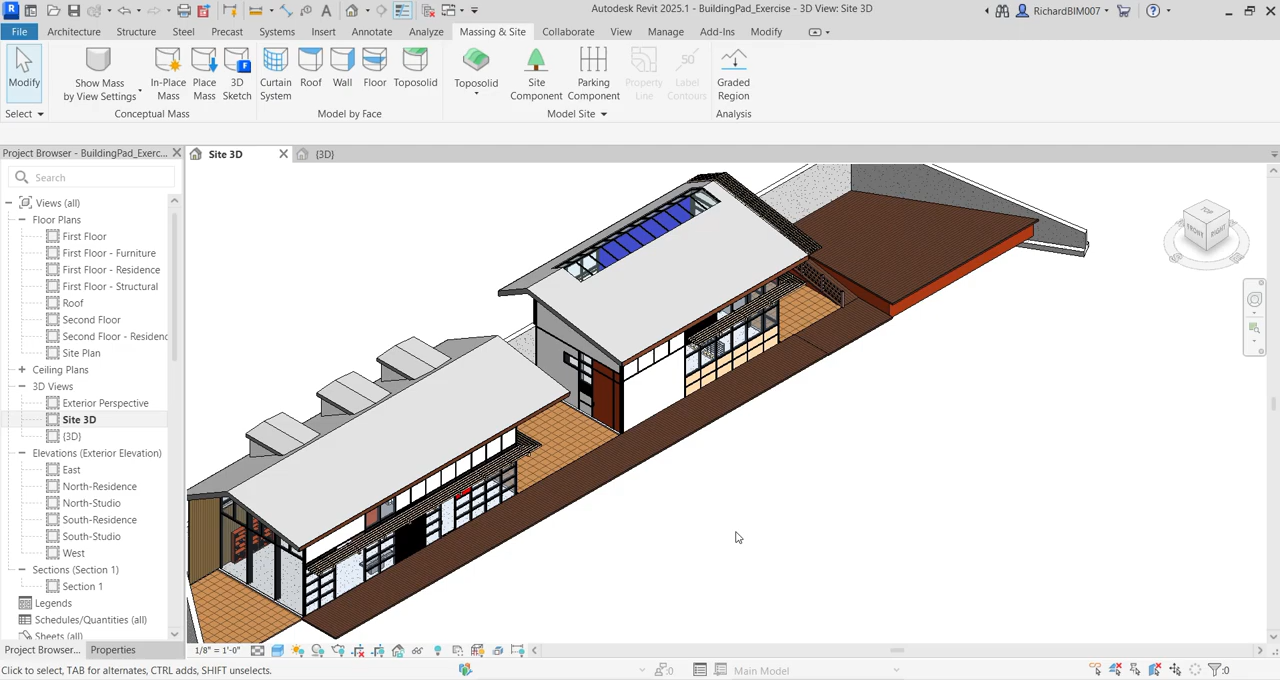 Autodesk Revit 2025.1 - BuildingPad_Exercise - 3D View: Site 3D
RichardBIM007
File
Architecture
Structure
Steel
Precast
Systems
Insert
Annotate
Analyze
Massing & Site
Collaborate
View
Manage
Add-Ins
Modify
Modify
Show Mass
by View Settings
In-Place
Mass
Place
Mass
3D
Sketch
Curtain
System
Roof
Wall
Floor
Toposolid
Toposolid
Site
Component
Parking
Component
Property
Line
Label
Contours
Graded
Region
Select
Conceptual Mass
Model by Face
Model Site
Analysis
Project Browser - BuildingPad_Exerc...
Site 3D
{3D}
Search
Views (all)
Floor Plans
First Floor
First Floor - Furniture
First Floor - Residence
First Floor - Structural
Roof
Second Floor
Second Floor - Residenc
Site Plan
Ceiling Plans
3D Views
Exterior Perspective
Site 3D
{3D}
Elevations (Exterior Elevation)
East
North-Residence
North-Studio
South-Residence
South-Studio
West
Sections (Section 1)
Section 1
Legends
Schedules/Quantities (all)
Sheets (all)
TOP
FRONT
RIGHT
Project Browser...
Properties
1/8" = 1'-0"
Click to select, TAB for alternates, CTRL adds, SHIFT unselects.
:0
Main Model
:0